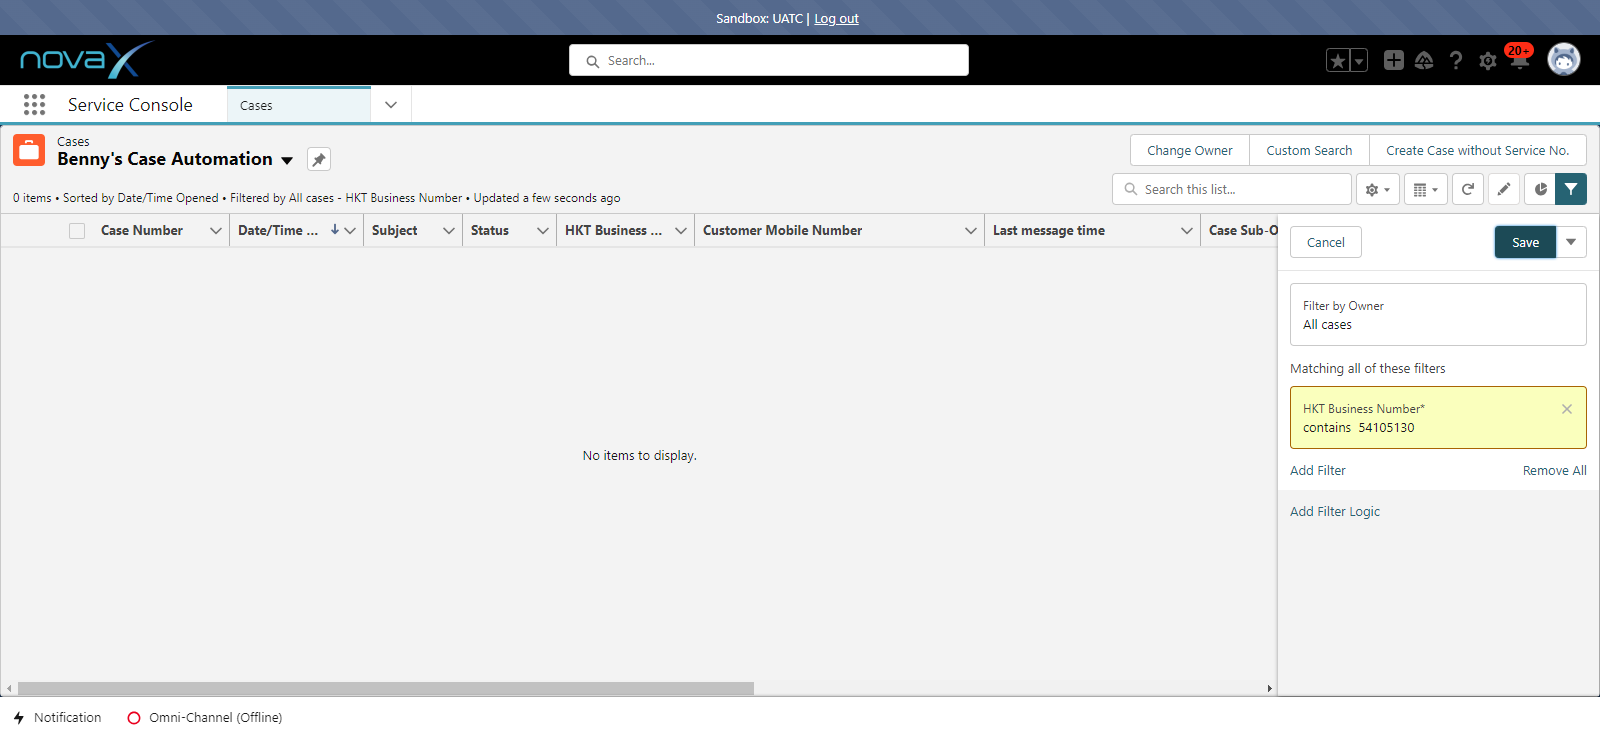 Sandbox: UATC | Log out
novaX
Search...
20+
Service Console
Cases
Cases
Benny's Case Automation
Change Owner
Custom Search
Create Case without Service No.
0 items • Sorted by Date/Time Opened • Filtered by All cases - HKT Business Number • Updated a few seconds ago
Search this list...
Case Number
Date/Time ...
Subject
Status
HKT Business ...
Customer Mobile Number
Last message time
Case Sub-O
Cancel
Save
Filter by Owner
All cases
Matching all of these filters
HKT Business Number*
contains 54105130
Add Filter
Remove All
Add Filter Logic
No items to display.
Notification
Omni-Channel (Offline)